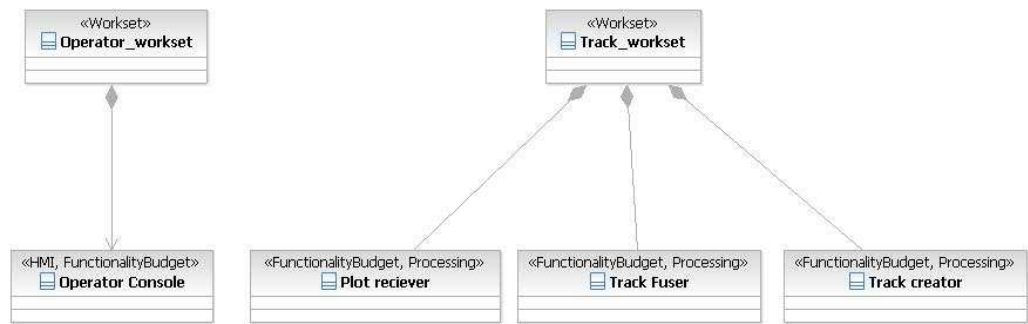 «Workset»
Operator_workset
«Workset»
Track_workset
«HMI, FunctionalityBudget»
Operator Console
«FunctionalityBudget, Processing»
Plot reciever
«FunctionalityBudget, Processing»
Track Fuser
«FunctionalityBudget, Processing»
Track creator